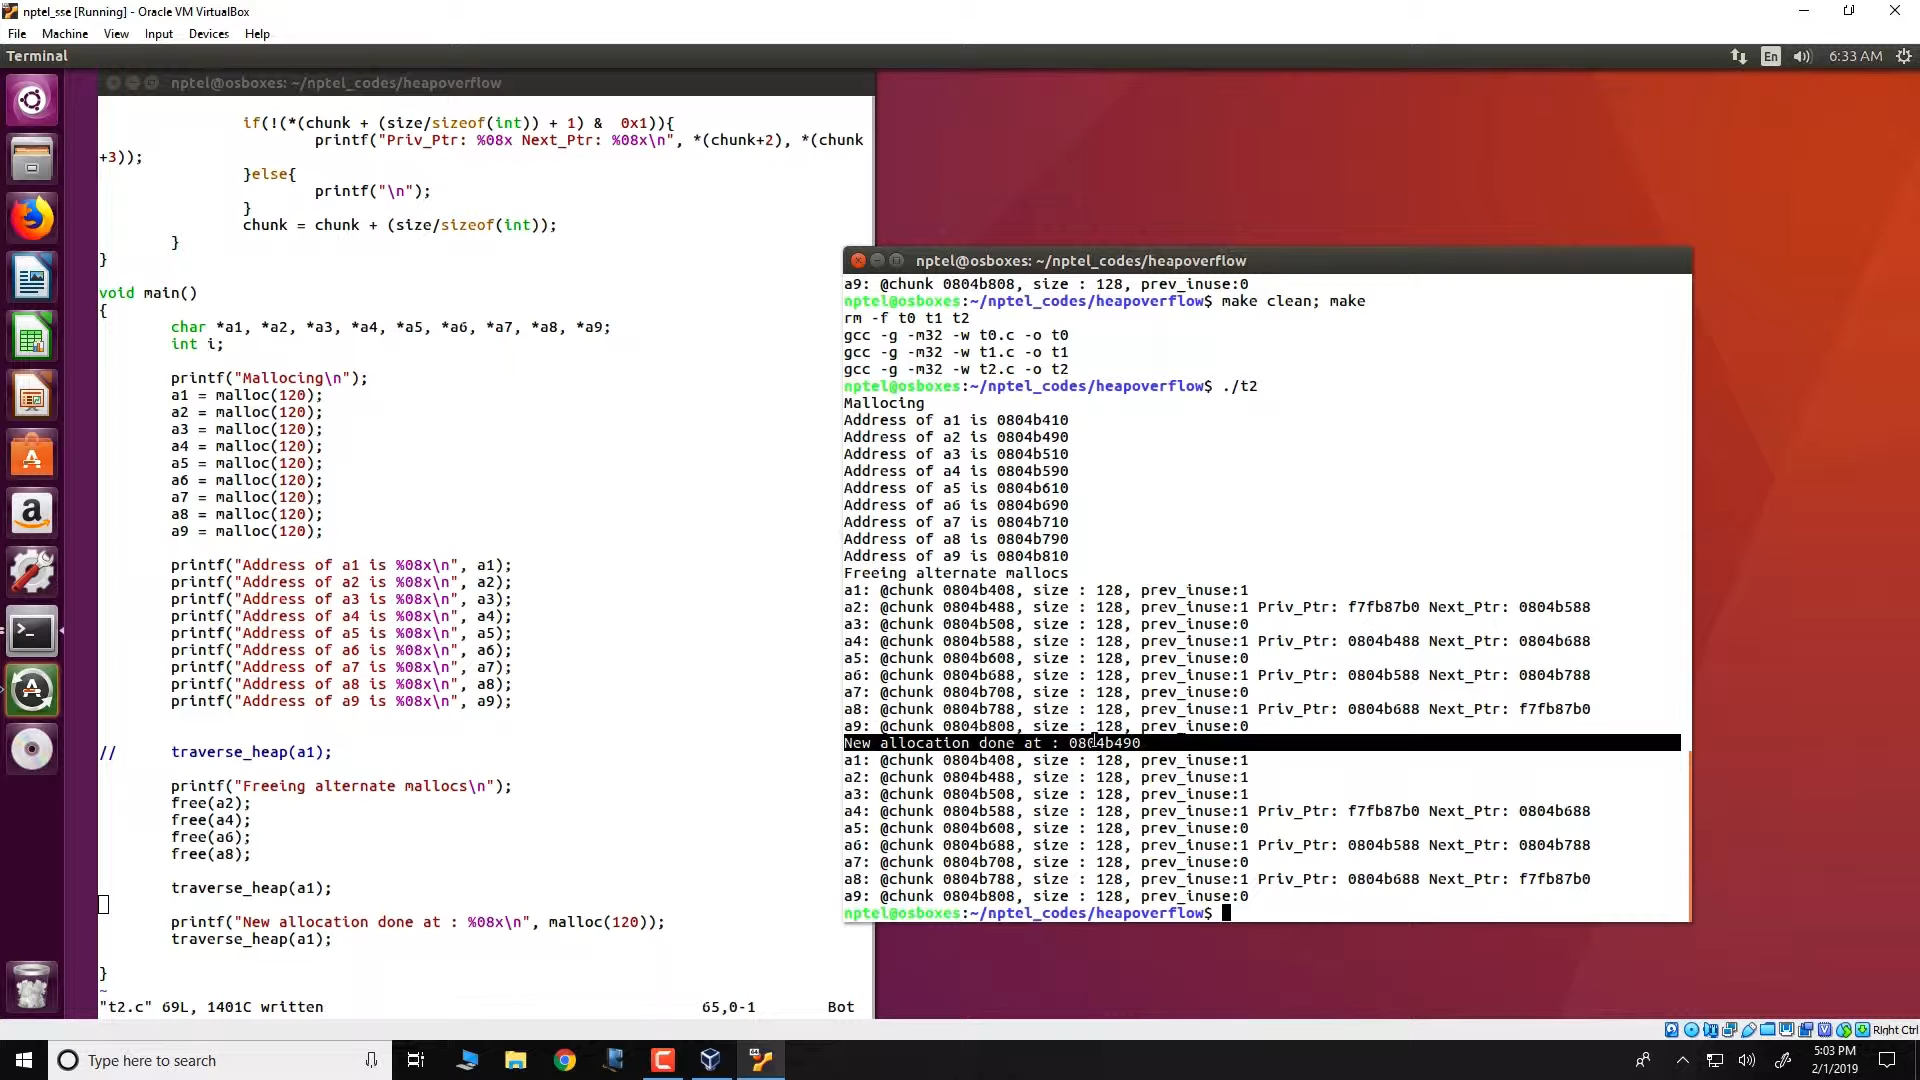 nptel_sse [Running] - Oracle VM VirtualBox
File Machine View Input Devices Help
Terminal
En
6:33 AM
nptel@osboxes: ~/nptel_codes/heapoverflow
if(!(*(chunk + (size/sizeof(int)) + 1) &  0x1)){
printf("Priv_Ptr: %08x Next_Ptr: %08x\n", *(chunk+2), *(chunk
+3));
}else{
printf("\n");
}
chunk = chunk + (size/sizeof(int));
}
}
void main()
{
char *a1, *a2, *a3, *a4, *a5, *a6, *a7, *a8, *a9;
int i;
printf("Mallocing\n");
a1 = malloc(120);
a2 = malloc(120);
a3 = malloc(120);
a4 = malloc(120);
a5 = malloc(120);
a6 = malloc(120);
a7 = malloc(120);
a8 = malloc(120);
a9 = malloc(120);
printf("Address of a1 is %08x\n", a1);
printf("Address of a2 is %08x\n", a2);
printf("Address of a3 is %08x\n", a3);
printf("Address of a4 is %08x\n", a4);
printf("Address of a5 is %08x\n", a5);
printf("Address of a6 is %08x\n", a6);
printf("Address of a7 is %08x\n", a7);
printf("Address of a8 is %08x\n", a8);
printf("Address of a9 is %08x\n", a9);
//      traverse_heap(a1);
printf("Freeing alternate mallocs\n");
free(a2);
free(a4);
free(a6);
free(a8);
traverse_heap(a1);
printf("New allocation done at : %08x\n", malloc(120));
traverse_heap(a1);
}
~
"t2.c" 69L, 1401C written 65,0-1 Bot
nptel@osboxes: ~/nptel_codes/heapoverflow
a9: @chunk 0804b808, size : 128, prev_inuse:0
nptel@osboxes:~/nptel_codes/heapoverflow$ make clean; make
rm -f t0 t1 t2
gcc -g -m32 -w t0.c -o t0
gcc -g -m32 -w t1.c -o t1
gcc -g -m32 -w t2.c -o t2
nptel@osboxes:~/nptel_codes/heapoverflow$ ./t2
Mallocing
Address of a1 is 0804b410
Address of a2 is 0804b490
Address of a3 is 0804b510
Address of a4 is 0804b590
Address of a5 is 0804b610
Address of a6 is 0804b690
Address of a7 is 0804b710
Address of a8 is 0804b790
Address of a9 is 0804b810
Freeing alternate mallocs
a1: @chunk 0804b408, size : 128, prev_inuse:1
a2: @chunk 0804b488, size : 128, prev_inuse:1 Priv_Ptr: f7fb87b0 Next_Ptr: 0804b588
a3: @chunk 0804b508, size : 128, prev_inuse:0
a4: @chunk 0804b588, size : 128, prev_inuse:1 Priv_Ptr: 0804b488 Next_Ptr: 0804b688
a5: @chunk 0804b608, size : 128, prev_inuse:0
a6: @chunk 0804b688, size : 128, prev_inuse:1 Priv_Ptr: 0804b588 Next_Ptr: 0804b788
a7: @chunk 0804b708, size : 128, prev_inuse:0
a8: @chunk 0804b788, size : 128, prev_inuse:1 Priv_Ptr: 0804b688 Next_Ptr: f7fb87b0
a9: @chunk 0804b808, size : 128, prev_inuse:0
New allocation done at : 0804b490
a1: @chunk 0804b408, size : 128, prev_inuse:1
a2: @chunk 0804b488, size : 128, prev_inuse:1
a3: @chunk 0804b508, size : 128, prev_inuse:1
a4: @chunk 0804b588, size : 128, prev_inuse:1 Priv_Ptr: f7fb87b0 Next_Ptr: 0804b688
a5: @chunk 0804b608, size : 128, prev_inuse:0
a6: @chunk 0804b688, size : 128, prev_inuse:1 Priv_Ptr: 0804b588 Next_Ptr: 0804b788
a7: @chunk 0804b708, size : 128, prev_inuse:0
a8: @chunk 0804b788, size : 128, prev_inuse:1 Priv_Ptr: 0804b688 Next_Ptr: f7fb87b0
a9: @chunk 0804b808, size : 128, prev_inuse:0
nptel@osboxes:~/nptel_codes/heapoverflow$
Right Ctrl
Type here to search
5:03 PM
2/1/2019